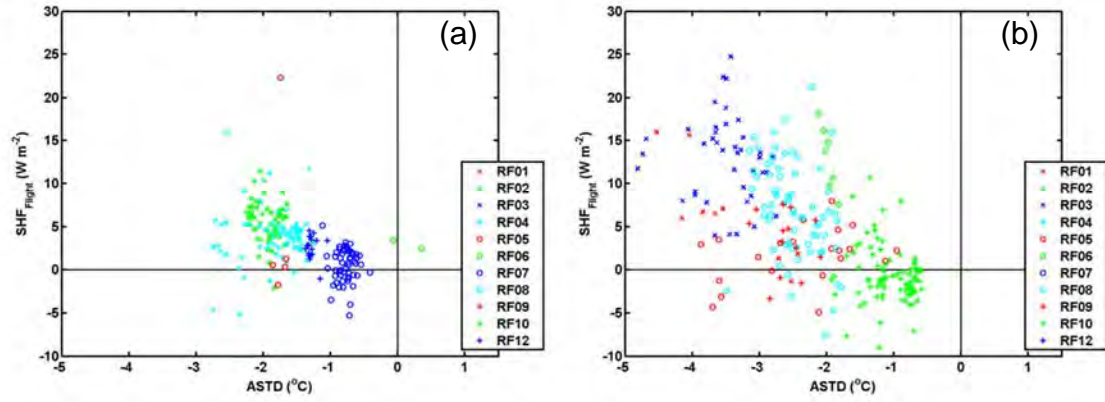 (a)
30
25
20
15
10
5
0
-5
-10
SHF_Flight (W m⁻²)
-5 -4 -3 -2 -1 0 1
ASTD (°C)
RF01
RF02
RF03
RF04
RF05
RF06
RF07
RF08
RF09
RF10
RF12
(b)
30
25
20
15
10
5
0
-5
-10
SHF_Flight (W m⁻²)
-5 -4 -3 -2 -1 0 1
ASTD (°C)
RF01
RF02
RF03
RF04
RF05
RF06
RF07
RF08
RF09
RF10
RF12